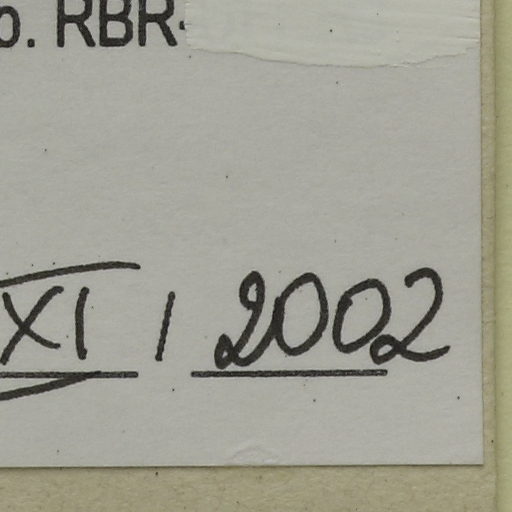 . RBR-
XI / 2002